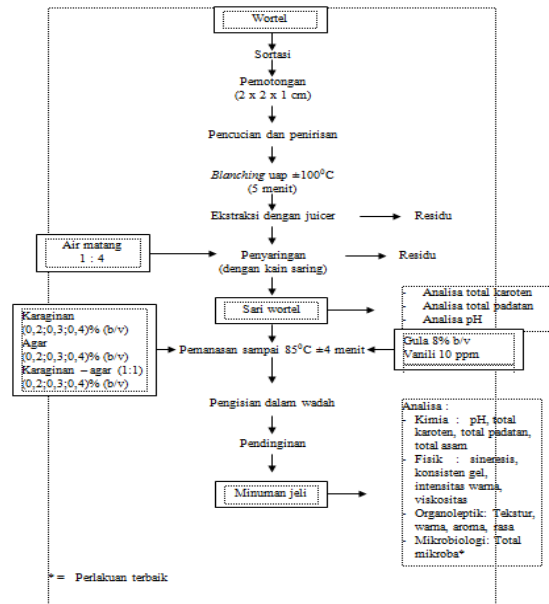 Wortel
Sortasi
Pemotongan
(2 x 2 x 1 cm)
Pencucian dan penirisan
Blanching uap ±100⁰C
(5 menit)
Ekstraksi dengan juicer
Residu
Air matang
1 : 4
Penyaringan
(dengan kain saring)
Residu
Sari wortel
- Analisa total karoten
- Analisa total padatan
- Analisa pH
Karaginan
(0,2;0,3;0,4)% (b/v)
Agar
(0,2;0,3;0,4)% (b/v)
Karaginan – agar (1:1)
(0,2;0,3;0,4)% (b/v)
Pemanasan sampai 85⁰C ±4 menit
Gula 8% b/v
Vanili 10 ppm
Pengisian dalam wadah
Pendinginan
Minuman jeli
Analisa :
- Kimia : pH, total
karoten, total padatan,
total asam
- Fisik : sineresis,
konsisten gel,
intensitas warna,
viskositas
- Organoleptik: Tekstur,
warna, aroma, rasa
- Mikrobiologi: Total
mikroba*
* = Perlakuan terbaik